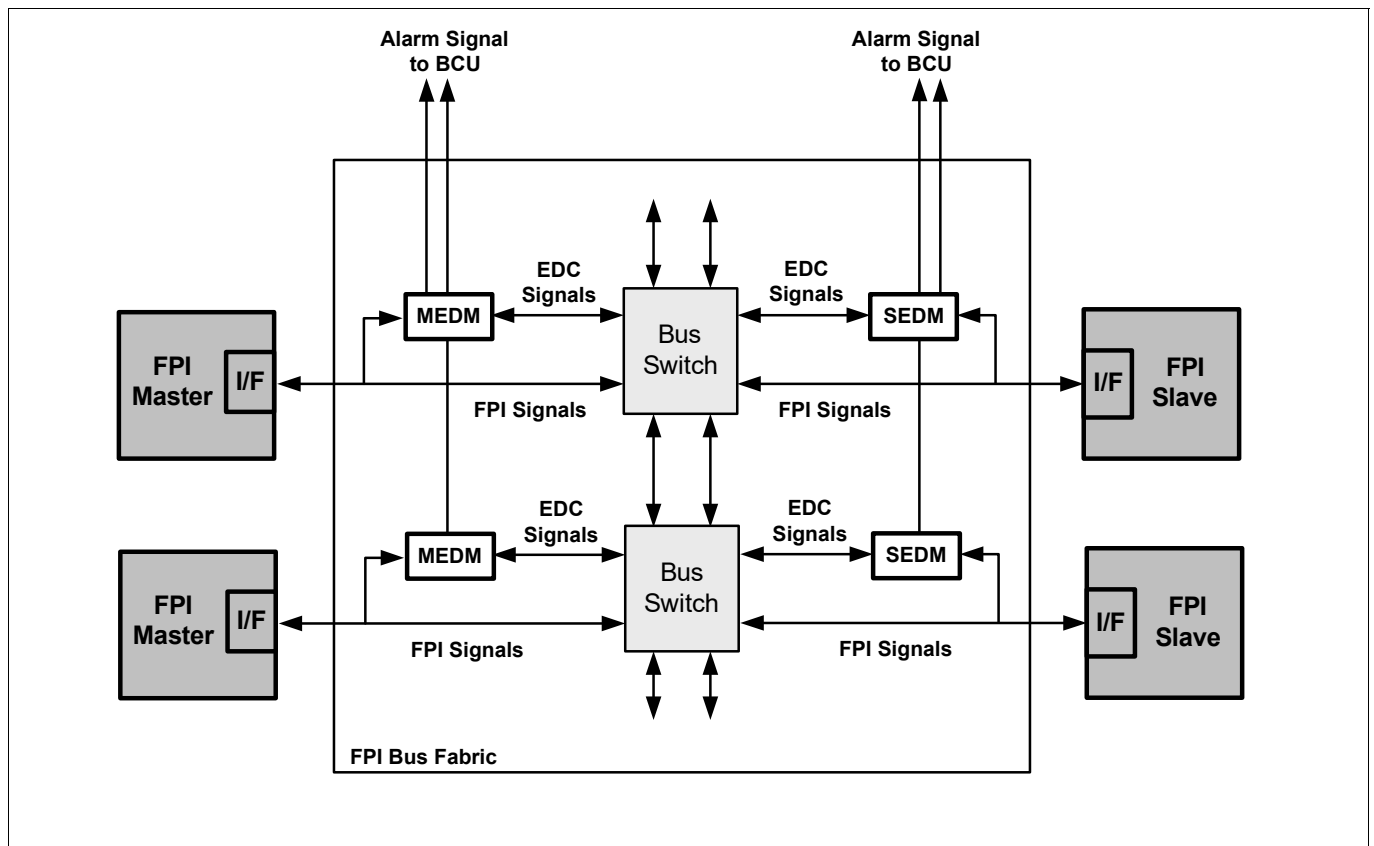 Alarm Signal
to BCU
Alarm Signal
to BCU
EDC
Signals
EDC
Signals
MEDM
SEDM
Bus
Switch
FPI
Master
I/F
I/F
FPI
Slave
FPI Signals
FPI Signals
EDC
Signals
EDC
Signals
MEDM
SEDM
Bus
Switch
FPI
Master
I/F
I/F
FPI
Slave
FPI Signals
FPI Signals
FPI Bus Fabric